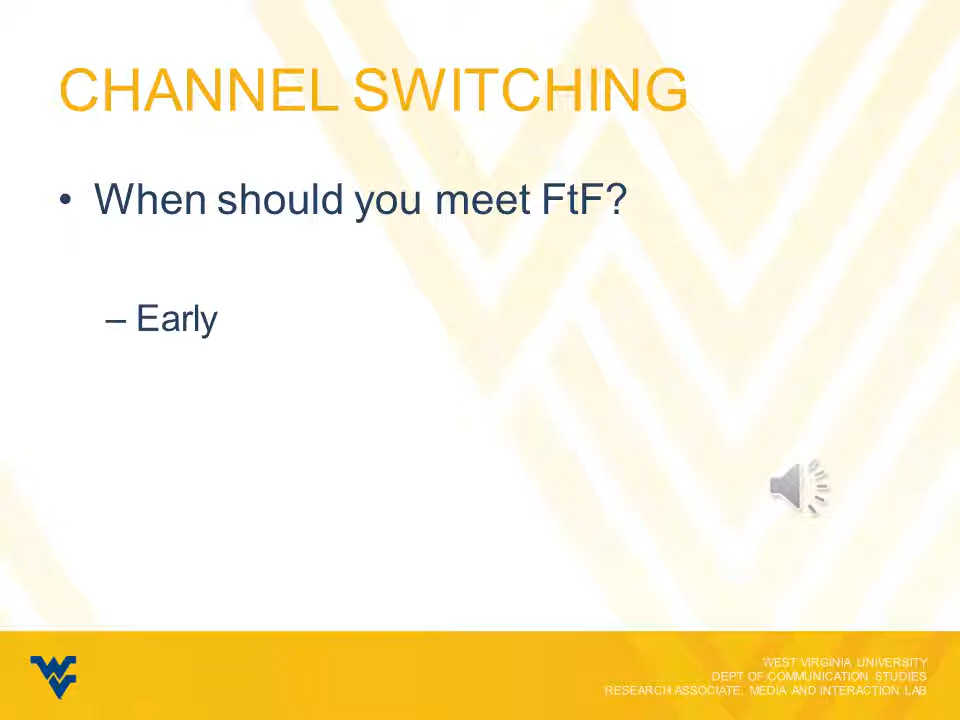 CHANNEL SWITCHING
• When should you meet FtF?
– Early
WEST VIRGINIA UNIVERSITY
DEPT OF COMMUNICATION STUDIES
RESEARCH ASSOCIATE, MEDIA AND INTERACTION LAB